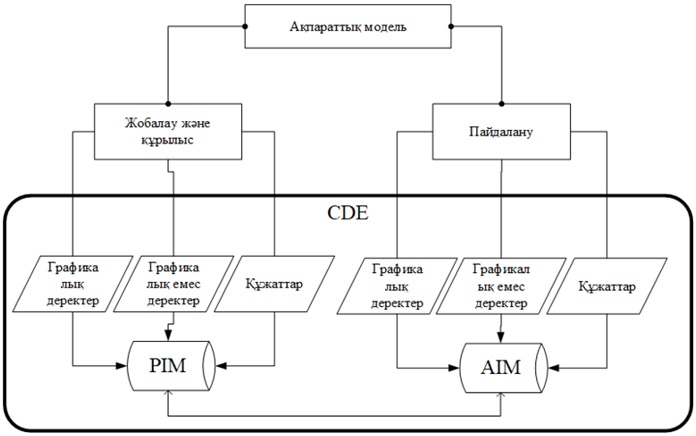 Ақпараттық модель
Жобалау және
құрылыс
Пайдалану
CDE
Графика
лық
деректер
Графика
лық емес
деректер
Құжаттар
Графика
лық
деректер
Графикал
ық емес
деректер
Құжаттар
PIM
AIM